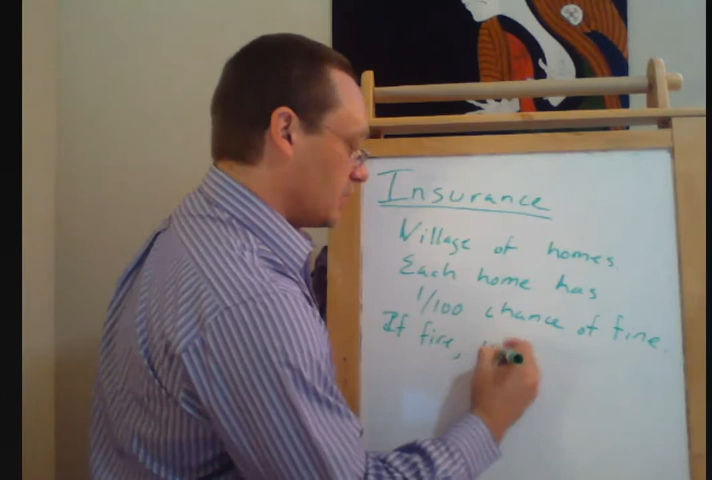 Insurance
Village of homes.
Each home has
1/100 chance of fire.
If fire,